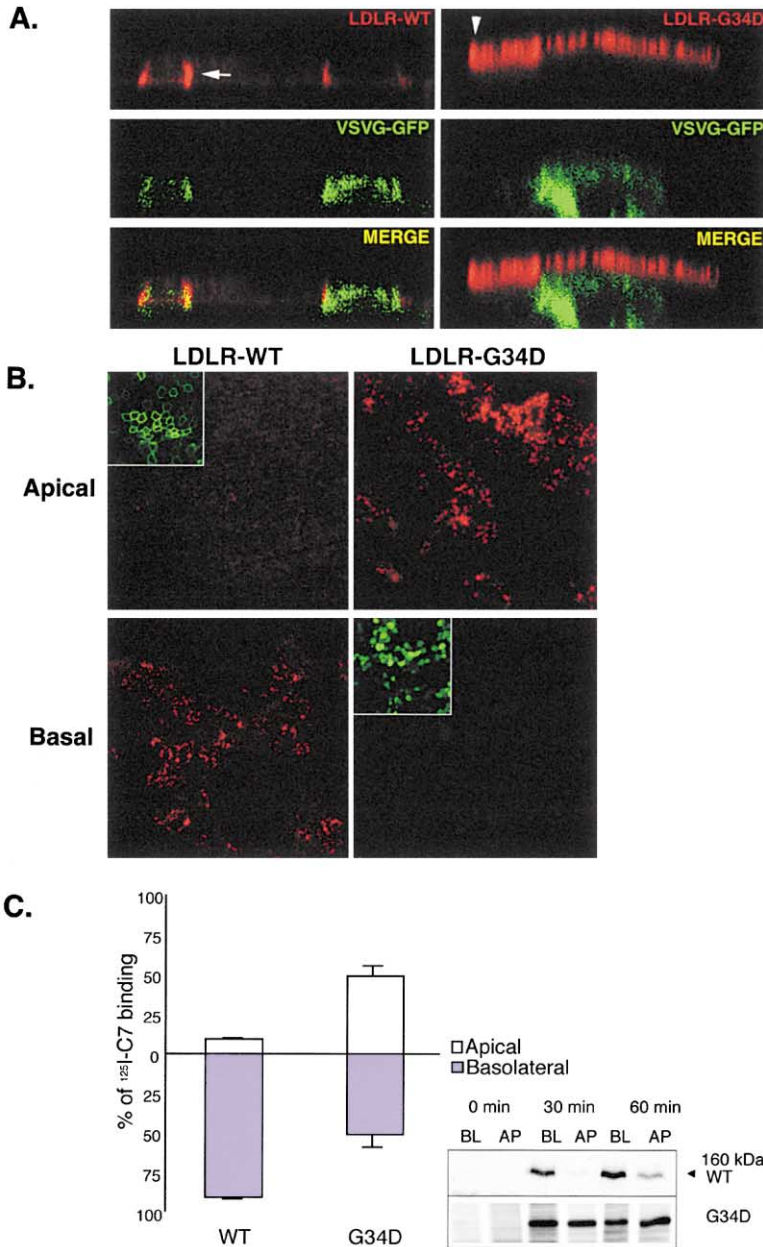 A.
LDLR-WT
LDLR-G34D
VSVG-GFP
VSVG-GFP
MERGE
MERGE
B.
LDLR-WT
LDLR-G34D
Apical
Basal
C.
100
75
50
25
0
25
50
75
100
% of ¹²⁵I-C7 binding
WT
G34D
Apical
Basolateral
0 min
30 min
60 min
BL
AP
BL
AP
BL
AP
160 kDa
WT
G34D